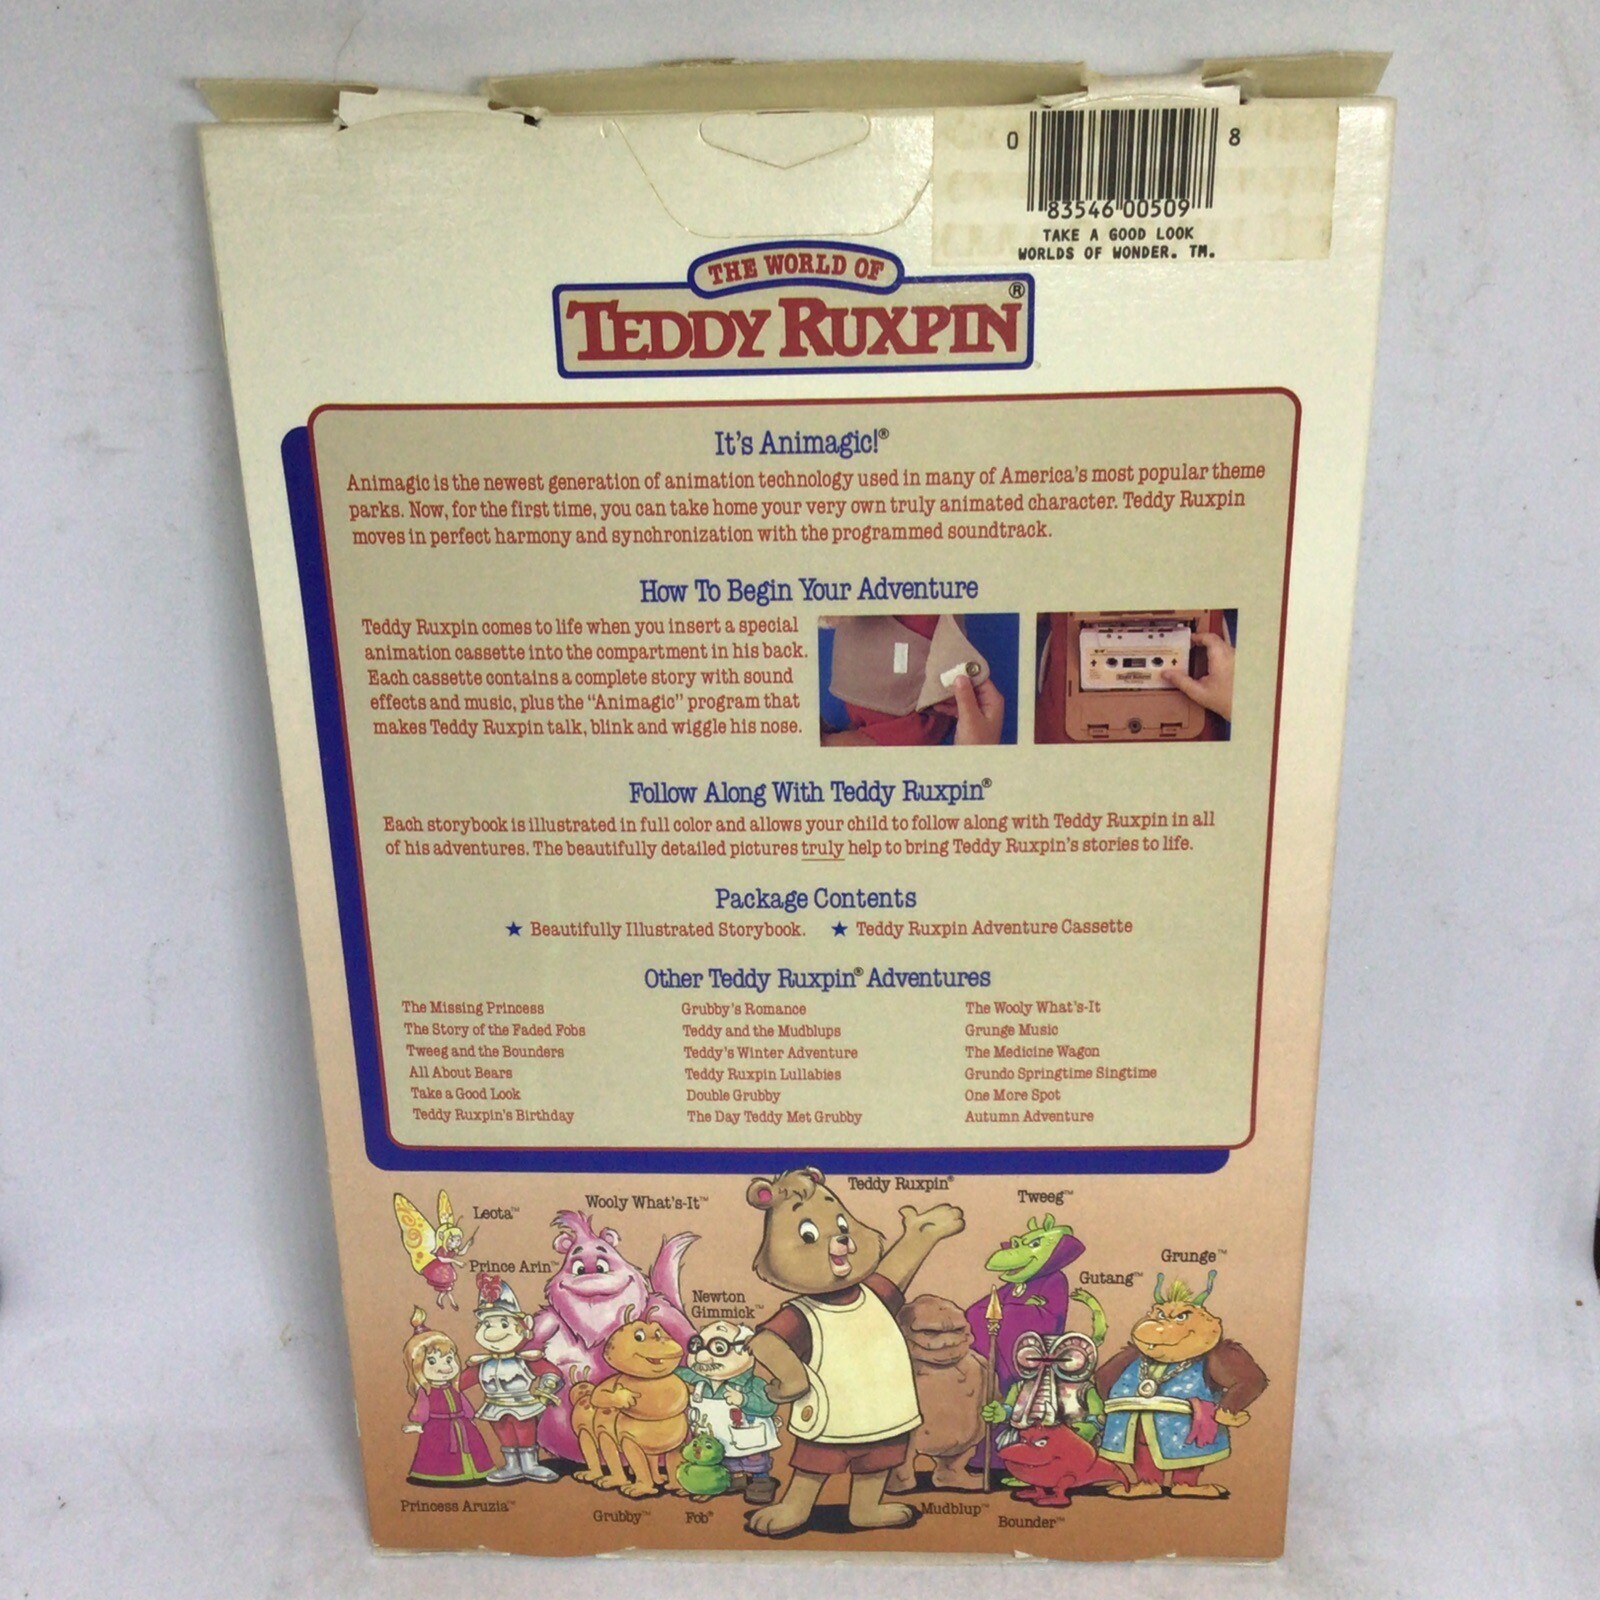 0 83546 00509 8
TAKE A GOOD LOOK
WORLDS OF WONDER. TM.
THE WORLD OF
TEDDY RUXPIN®
It's Animagic!®
Animagic is the newest generation of animation technology used in many of America's most popular theme
parks. Now, for the first time, you can take home your very own truly animated character. Teddy Ruxpin
moves in perfect harmony and synchronization with the programmed soundtrack.
How To Begin Your Adventure
Teddy Ruxpin comes to life when you insert a special
animation cassette into the compartment in his back.
Each cassette contains a complete story with sound
effects and music, plus the "Animagic" program that
makes Teddy Ruxpin talk, blink and wiggle his nose.
Follow Along With Teddy Ruxpin®
Each storybook is illustrated in full color and allows your child to follow along with Teddy Ruxpin in all
of his adventures. The beautifully detailed pictures truly help to bring Teddy Ruxpin's stories to life.
Package Contents
★ Beautifully Illustrated Storybook. ★ Teddy Ruxpin Adventure Cassette
Other Teddy Ruxpin® Adventures
The Missing Princess
The Story of the Faded Fobs
Tweeg and the Bounders
All About Bears
Take a Good Look
Teddy Ruxpin's Birthday
Grubby's Romance
Teddy and the Mudblups
Teddy's Winter Adventure
Teddy Ruxpin Lullabies
Double Grubby
The Day Teddy Met Grubby
The Wooly What's-It
Grunge Music
The Medicine Wagon
Grundo Springtime Singtime
One More Spot
Autumn Adventure
Leota™
Wooly What's-It™
Teddy Ruxpin®
Tweeg™
Prince Arin™
Newton
Gimmick™
Gutang™
Grunge™
Princess Aruzia™
Grubby™
Fob®
Mudblup™
Bounder™